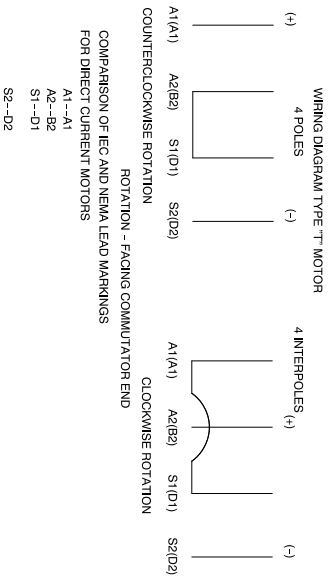 WIRING DIAGRAM TYPE "T" MOTOR
4 POLES
4 INTERPOLES
(+)
(-)
(+)
(-)
A1(A1)
A2(B2)
S1(D1)
S2(D2)
A1(A1)
A2(B2)
S1(D1)
S2(D2)
COUNTERCLOCKWISE ROTATION
CLOCKWISE ROTATION
ROTATION - FACING COMMUTATOR END
COMPARISON OF IEC AND NEMA LEAD MARKINGS
FOR DIRECT CURRENT MOTORS
A1--A1
A2--B2
S1--D1
S2--D2